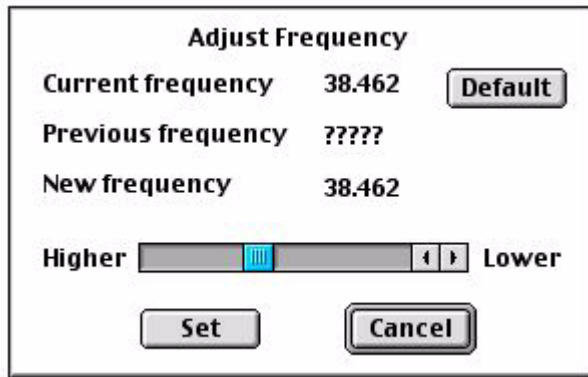 Adjust Frequency
Current frequency 38.462 Default
Previous frequency ?????
New frequency 38.462
Higher Lower
Set Cancel